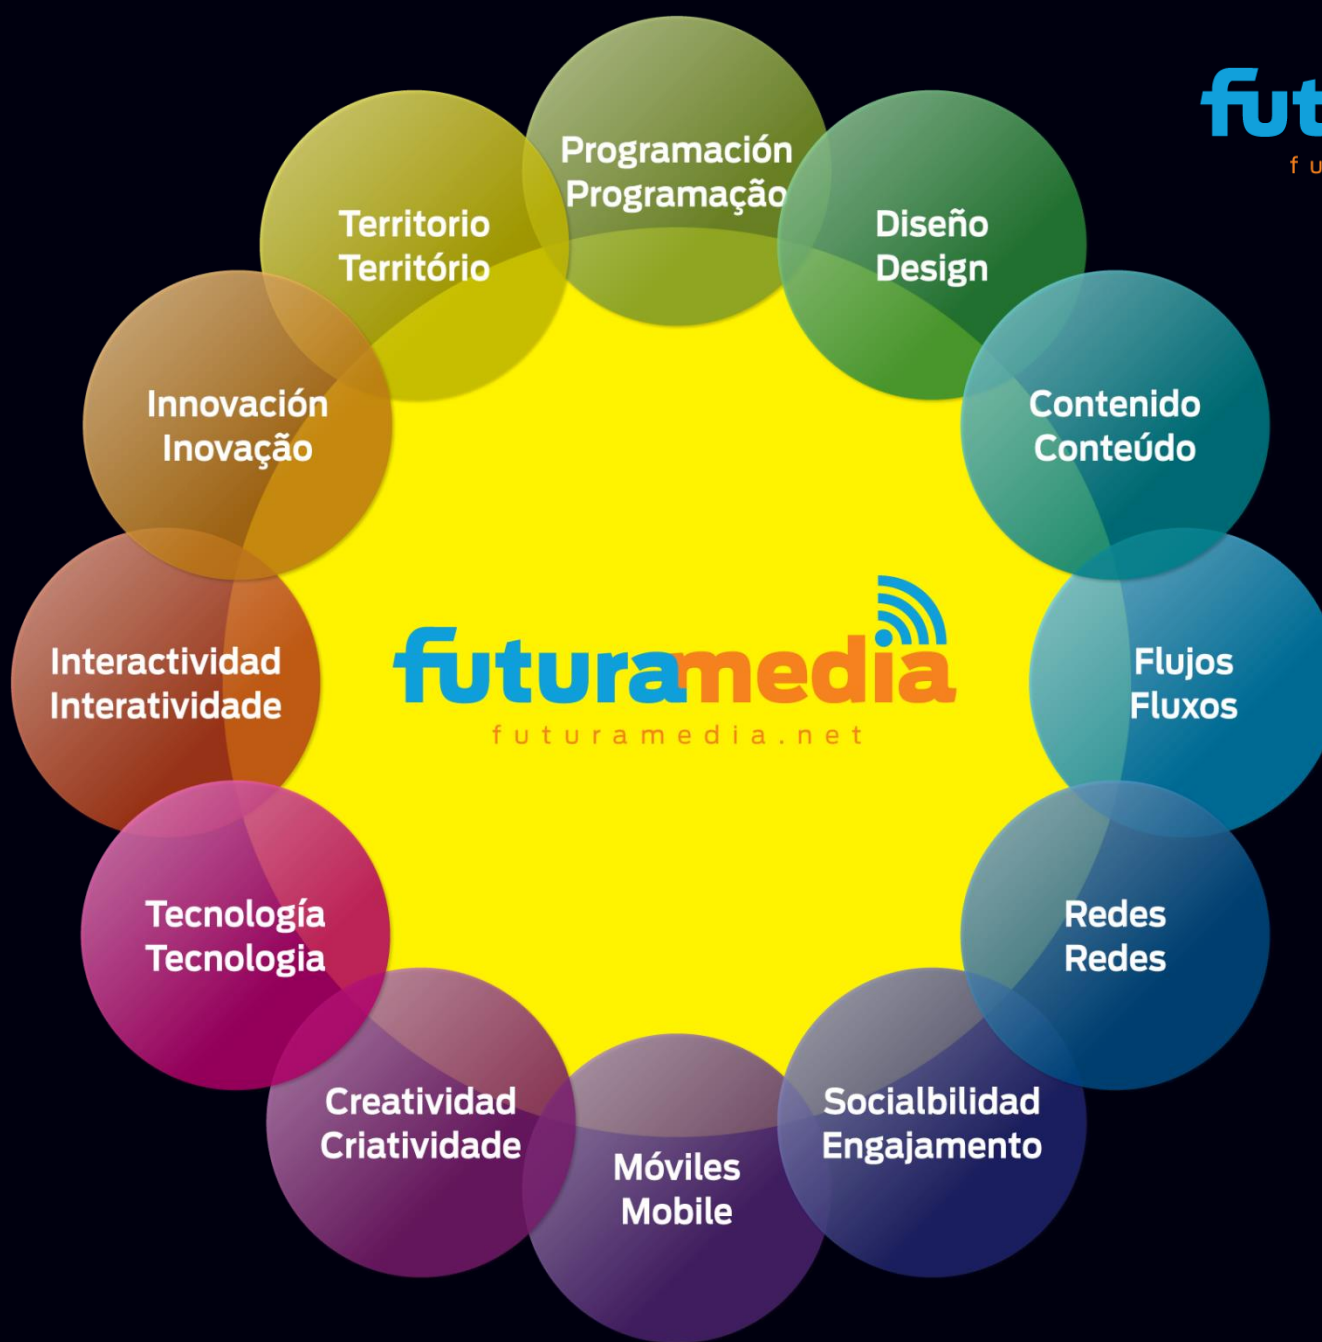 Programación
Programação
Diseño
Design
Contenido
Conteúdo
Flujos
Fluxos
Redes
Redes
Socialbilidad
Engajamento
Móviles
Mobile
Creatividad
Criatividade
Tecnología
Tecnologia
Interactividad
Interatividade
Innovación
Inovação
Territorio
Território
futuramedia
futuramedia.net
fut
fu